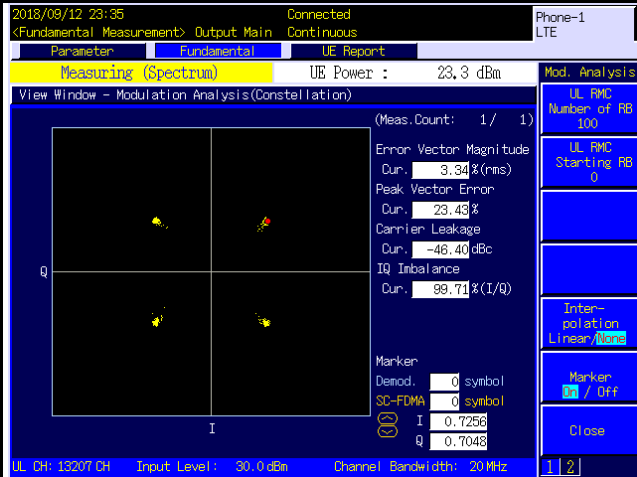 2018/09/12 23:35 Connected Phone-1
<Fundamental Measurement> Output Main Continuous LTE
Parameter Fundamental UE Report
Measuring (Spectrum) UE Power : 23.3 dBm Mod. Analysis
View Window - Modulation Analysis(Constellation)
(Meas.Count: 1/ 1)
Error Vector Magnitude
Cur. 3.34 %(rms)
Peak Vector Error
Cur. 23.43 %
Carrier Leakage
Cur. -46.40 dBc
IQ Imbalance
Cur. 99.71 %(I/Q)
Marker
Demod. 0 symbol
SC-FDMA 0 symbol
I 0.7256
Q 0.7048
Q
I
UL RMC
Number of RB
100
UL RMC
Starting RB
0
Inter-
polation
Linear/None
Marker
On / Off
Close
UL CH: 13207 CH Input Level: 30.0 dBm Channel Bandwidth: 20 MHz 1 2